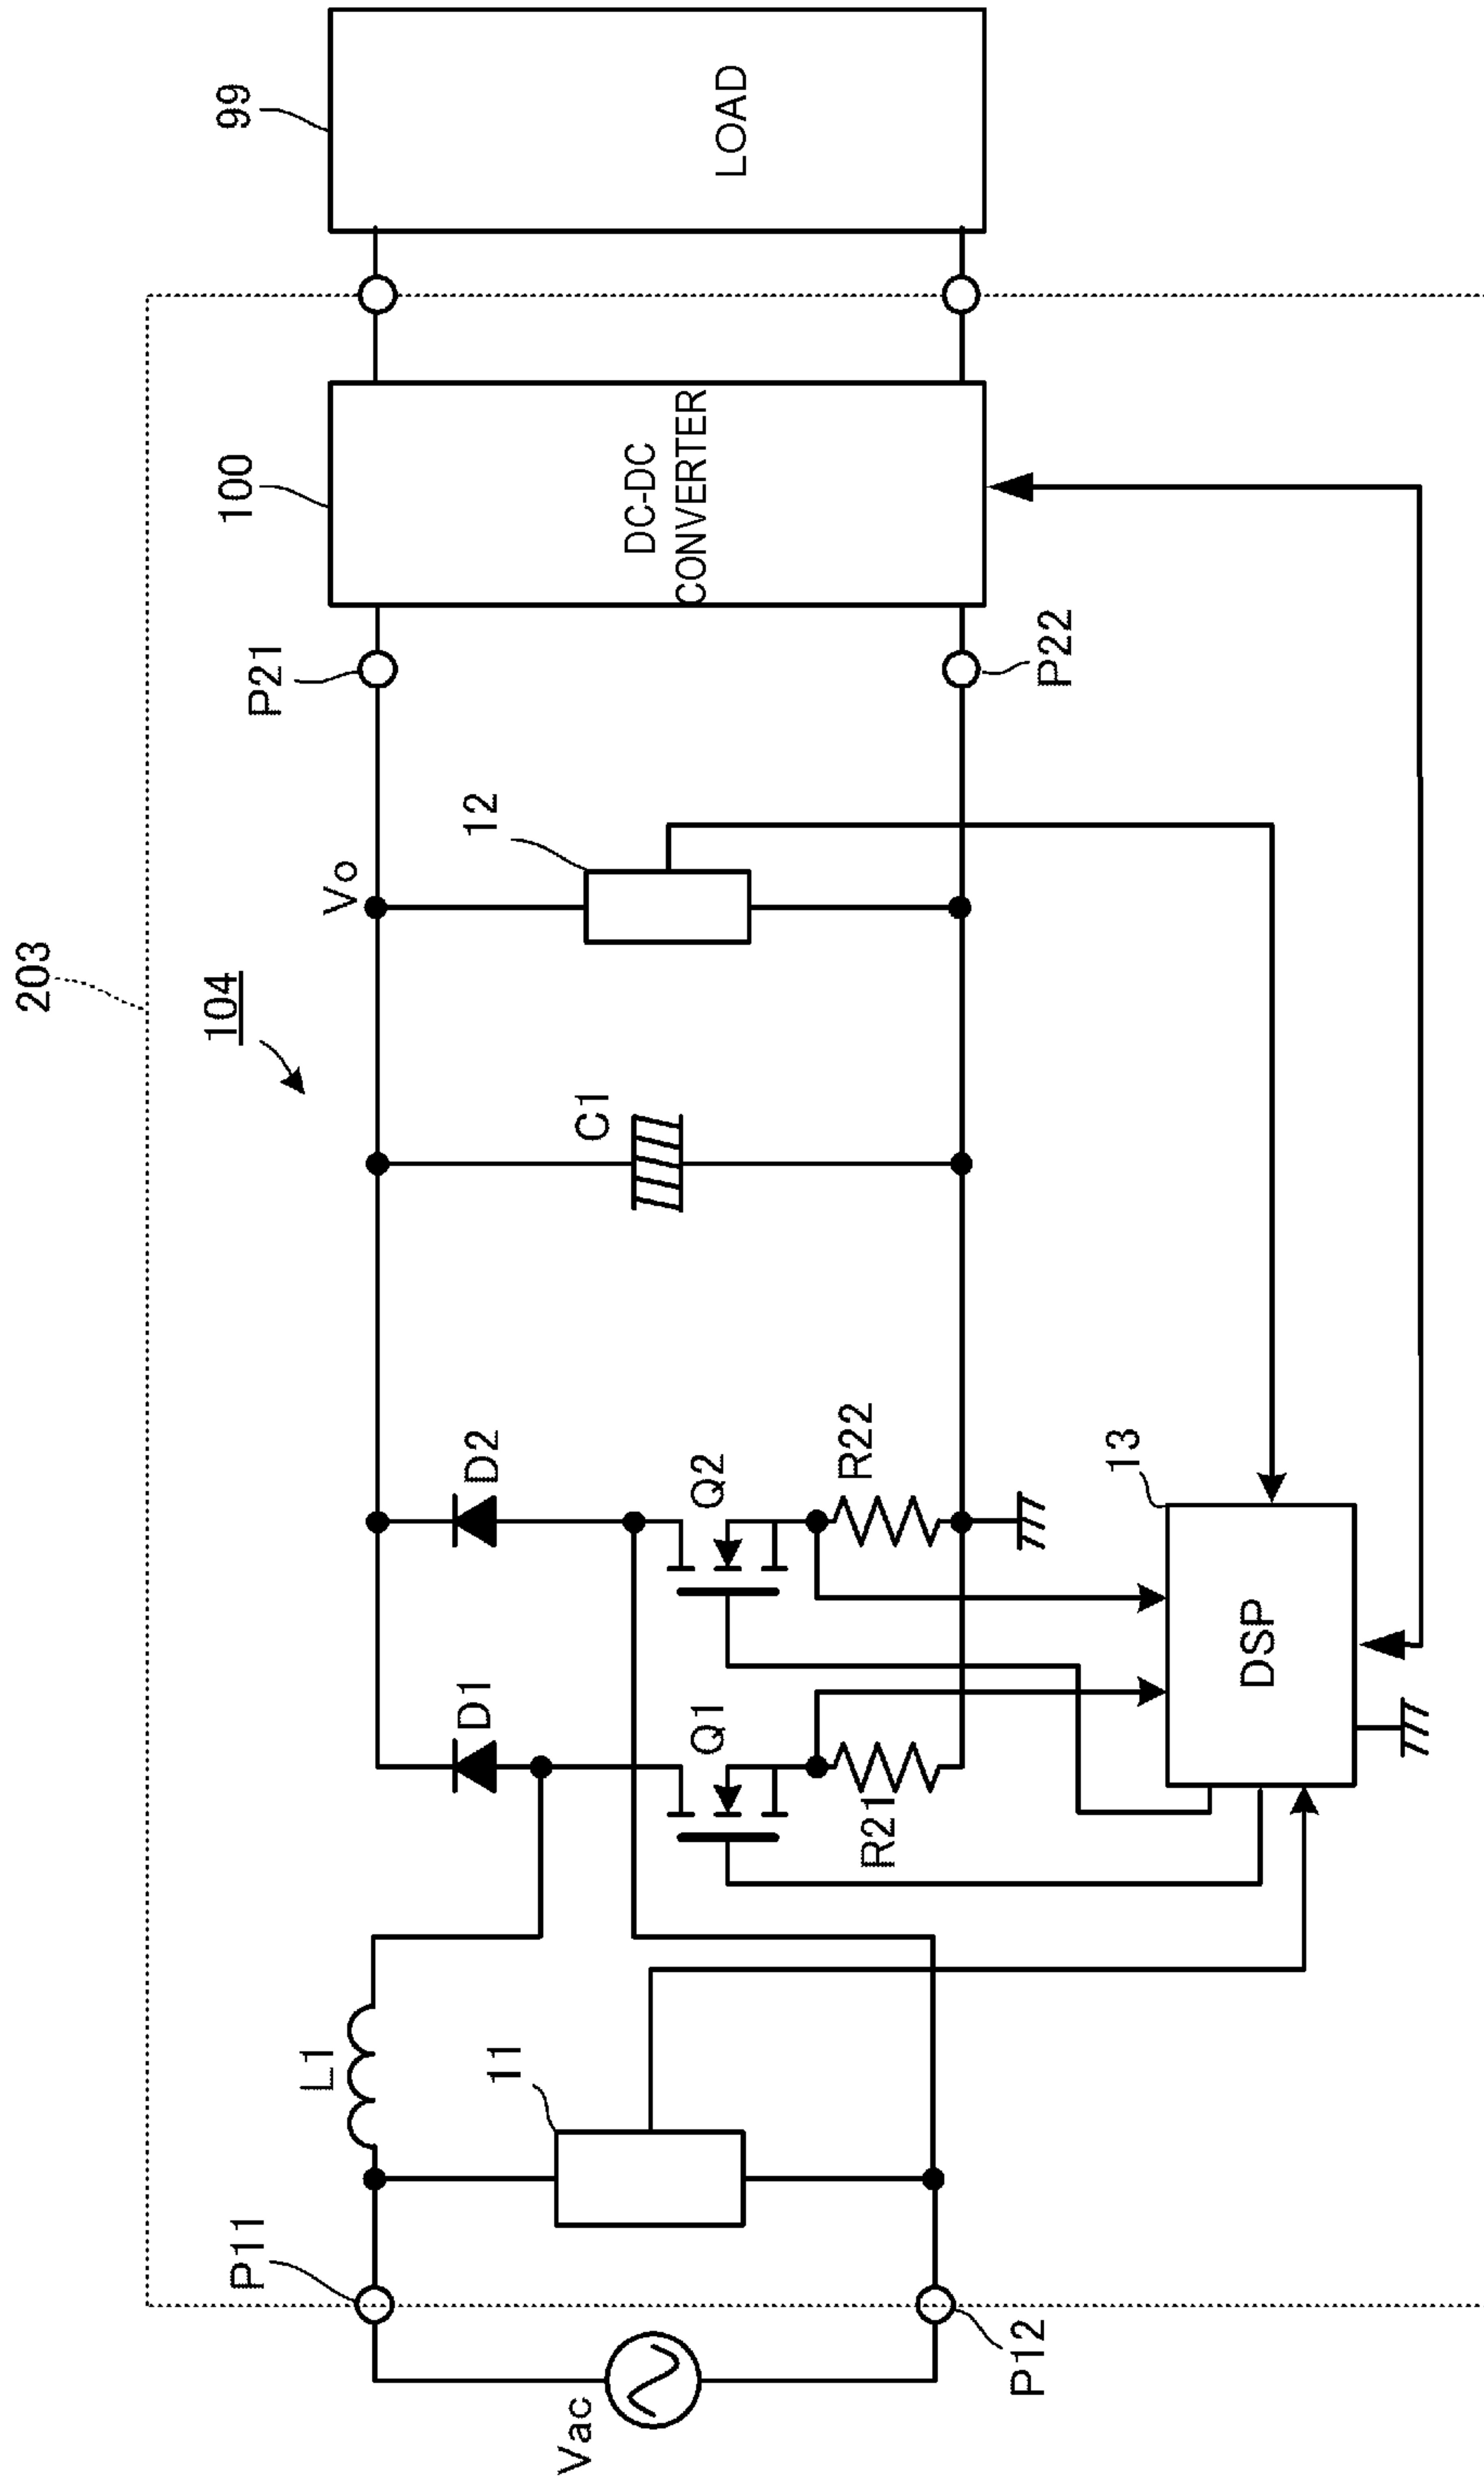 203
104
P11
L1
D1
D2
Vo
P21
100
99
Vac
11
Q1
Q2
C1
12
DC-DC
CONVERTER
LOAD
R21
R22
P12
P22
13
DSP